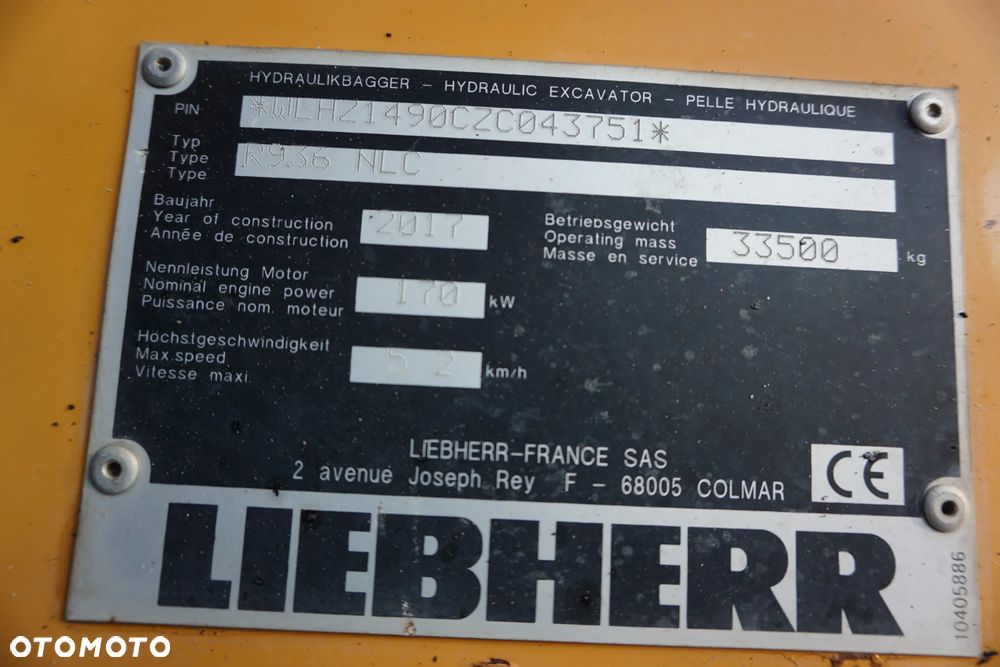 HYDRAULIKBAGGER - HYDRAULIC EXCAVATOR - PELLE HYDRAULIQUE
PIN *WLHZ1490CZC043751*
Typ
Type R936 NLC
Type
Baujahr
Year of construction 2017
Année de construction
Betriebsgewicht
Operating mass 33500 kg
Masse en service
Nennleistung Motor
Nominal engine power 170 kW
Puissance nom. moteur
Höchstgeschwindigkeit
Max.speed 5 2 km/h
Vitesse maxi.
LIEBHERR-FRANCE SAS
2 avenue Joseph Rey F - 68005 COLMAR
CE
LIEBHERR
10405886
OTOMOTO